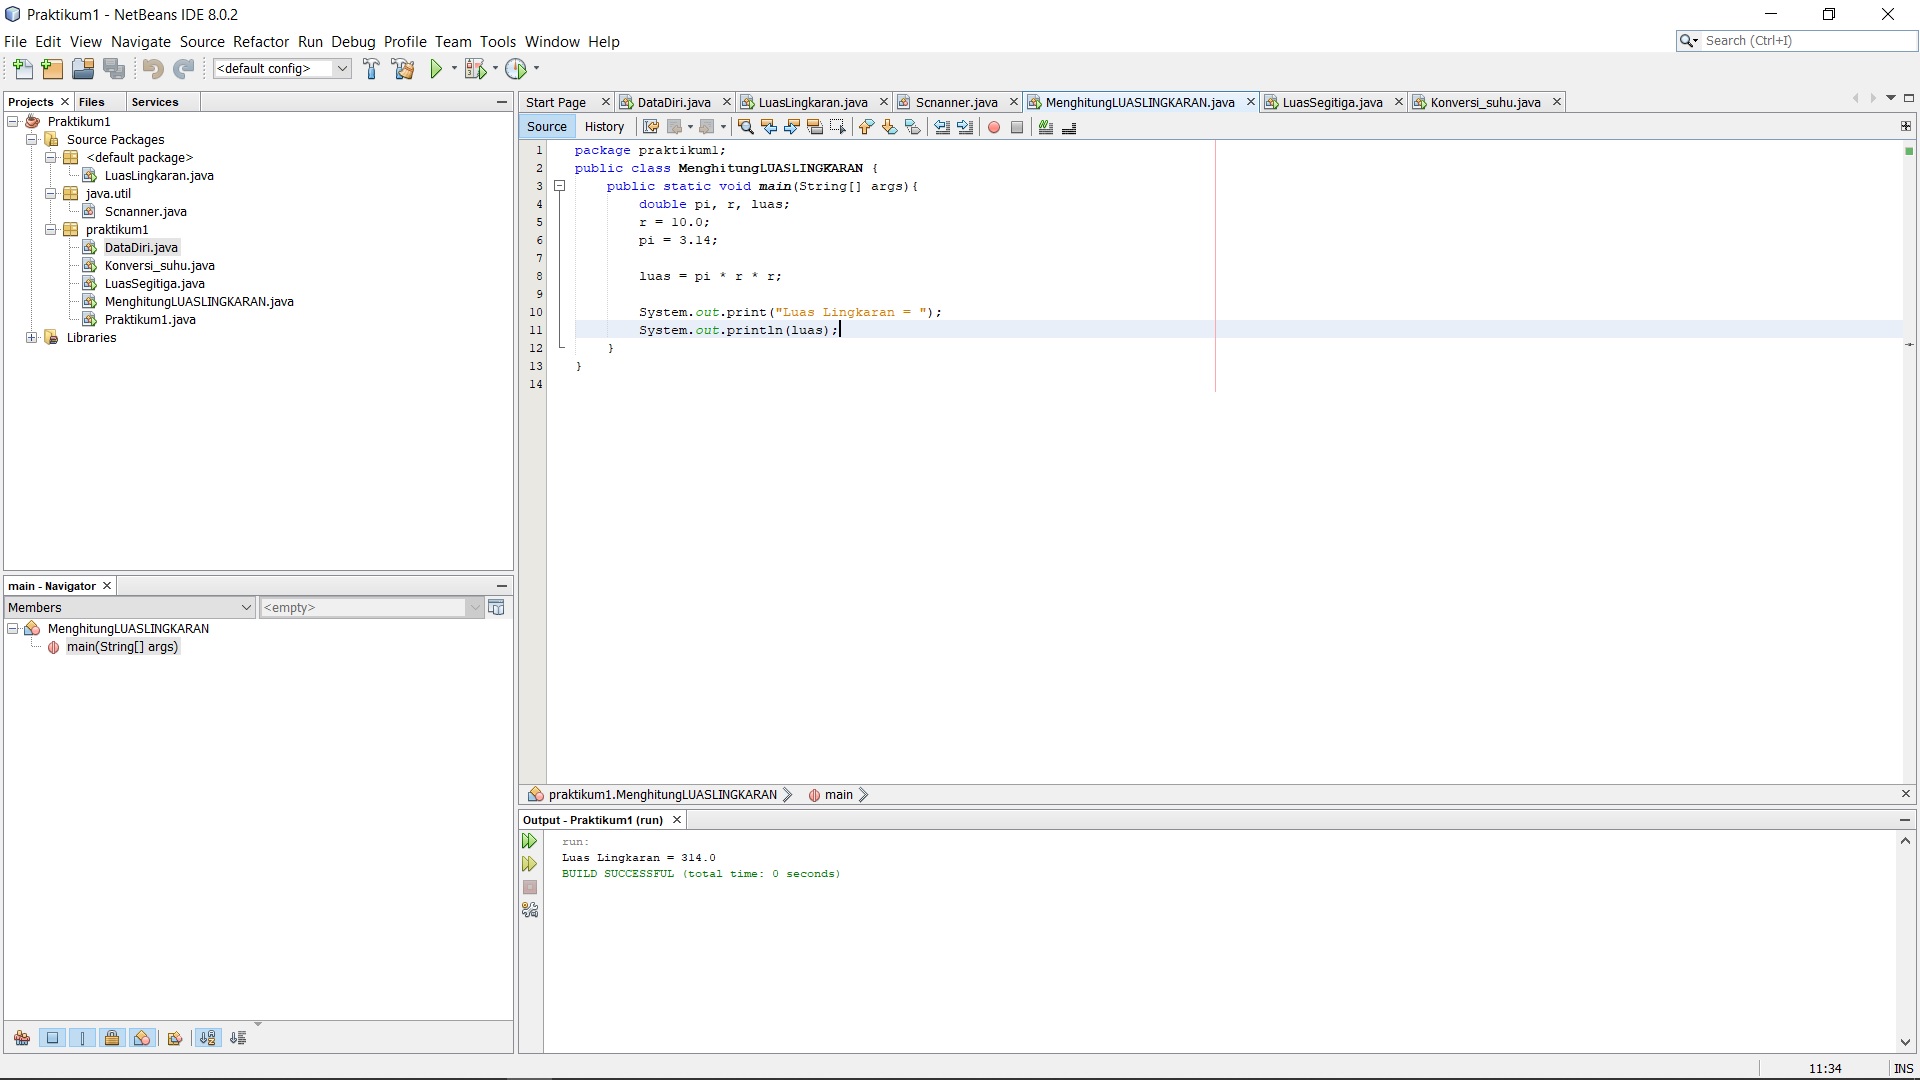 Praktikum1 - NetBeans IDE 8.0.2
File Edit View Navigate Source Refactor Run Debug Profile Team Tools Window Help
Search (Ctrl+I)
<default config>
Projects Files Services
Praktikum1
Source Packages
<default package>
LuasLingkaran.java
java.util
Scnanner.java
praktikum1
DataDiri.java
Konversi_suhu.java
LuasSegitiga.java
MenghitungLUASLINGKARAN.java
Praktikum1.java
Libraries
main - Navigator
Members <empty>
MenghitungLUASLINGKARAN
main(String[] args)
Start Page DataDiri.java LuasLingkaran.java Scnanner.java MenghitungLUASLINGKARAN.java LuasSegitiga.java Konversi_suhu.java
Source History
1 package praktikum1;
2 public class MenghitungLUASLINGKARAN {
3 public static void main(String[] args){
4 double pi, r, luas;
5 r = 10.0;
6 pi = 3.14;
7
8 luas = pi * r * r;
9
10 System.out.print("Luas Lingkaran = ");
11 System.out.println(luas);
12 }
13 }
14
praktikum1.MenghitungLUASLINGKARAN main
Output - Praktikum1 (run)
run:
Luas Lingkaran = 314.0
BUILD SUCCESSFUL (total time: 0 seconds)
11:34 INS